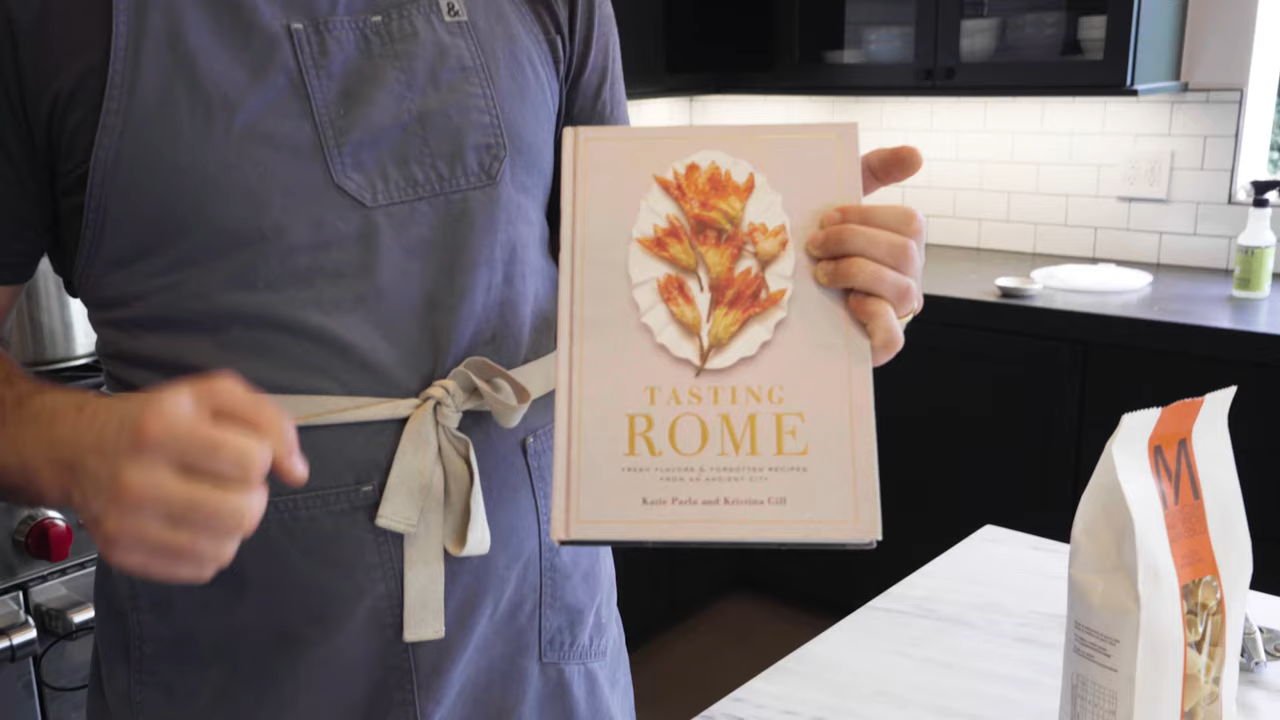 &
TASTING
ROME
FRESH FLAVORS & FORGOTTEN RECIPES
FROM AN ANCIENT CITY
Katie Parla and Kristina Gill
M